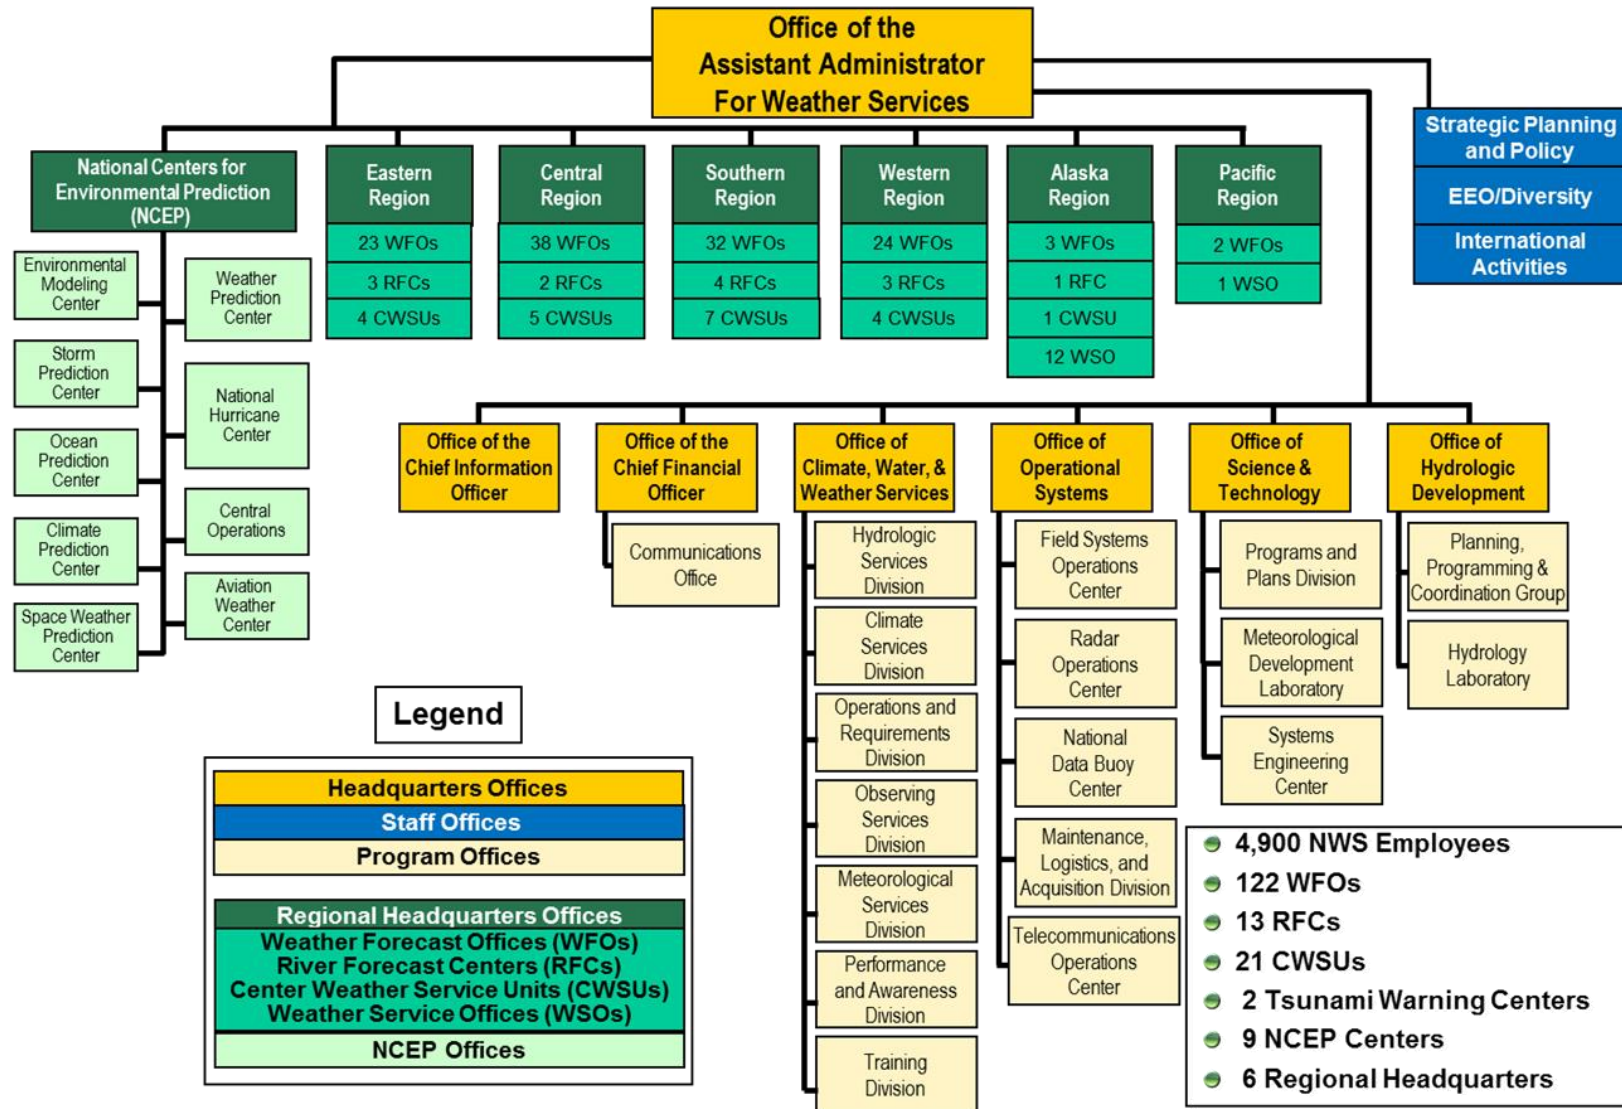 Office of the
Assistant Administrator
For Weather Services
Strategic Planning
and Policy
EEO/Diversity
International
Activities
National Centers for
Environmental Prediction
(NCEP)
Eastern
Region
23 WFOs
3 RFCs
4 CWSUs
Central
Region
38 WFOs
2 RFCs
5 CWSUs
Southern
Region
32 WFOs
4 RFCs
7 CWSUs
Western
Region
24 WFOs
3 RFCs
4 CWSUs
Alaska
Region
3 WFOs
1 RFC
1 CWSU
12 WSO
Pacific
Region
2 WFOs
1 WSO
Environmental
Modeling
Center
Weather
Prediction
Center
Storm
Prediction
Center
National
Hurricane
Center
Ocean
Prediction
Center
Central
Operations
Climate
Prediction
Center
Aviation
Weather
Center
Space Weather
Prediction
Center
Office of the
Chief Information
Officer
Office of the
Chief Financial
Officer
Communications
Office
Office of
Climate, Water, &
Weather Services
Hydrologic
Services
Division
Climate
Services
Division
Operations and
Requirements
Division
Observing
Services
Division
Meteorological
Services
Division
Performance
and Awareness
Division
Training
Division
Office of
Operational
Systems
Field Systems
Operations
Center
Radar
Operations
Center
National
Data Buoy
Center
Maintenance,
Logistics, and
Acquisition Division
Telecommunications
Operations
Center
Office of
Science &
Technology
Programs and
Plans Division
Meteorological
Development
Laboratory
Systems
Engineering
Center
Office of
Hydrologic
Development
Planning,
Programming &
Coordination Group
Hydrology
Laboratory
Legend
Headquarters Offices
Staff Offices
Program Offices
Regional Headquarters Offices
Weather Forecast Offices (WFOs)
River Forecast Centers (RFCs)
Center Weather Service Units (CWSUs)
Weather Service Offices (WSOs)
NCEP Offices
4,900 NWS Employees
122 WFOs
13 RFCs
21 CWSUs
2 Tsunami Warning Centers
9 NCEP Centers
6 Regional Headquarters